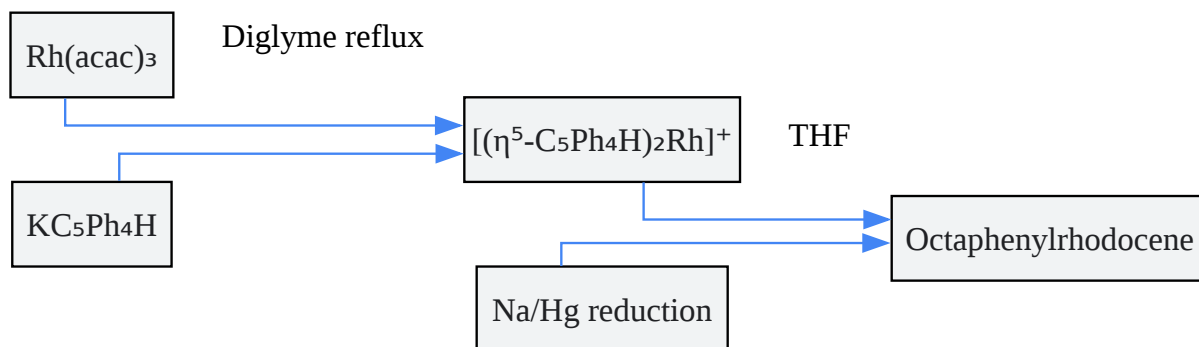 Diglyme reflux
Rh(acac)₃
[(η⁵-C₅Ph₄H)₂Rh]⁺
THF
KC₅Ph₄H
Octaphenylrhodocene
Na/Hg reduction